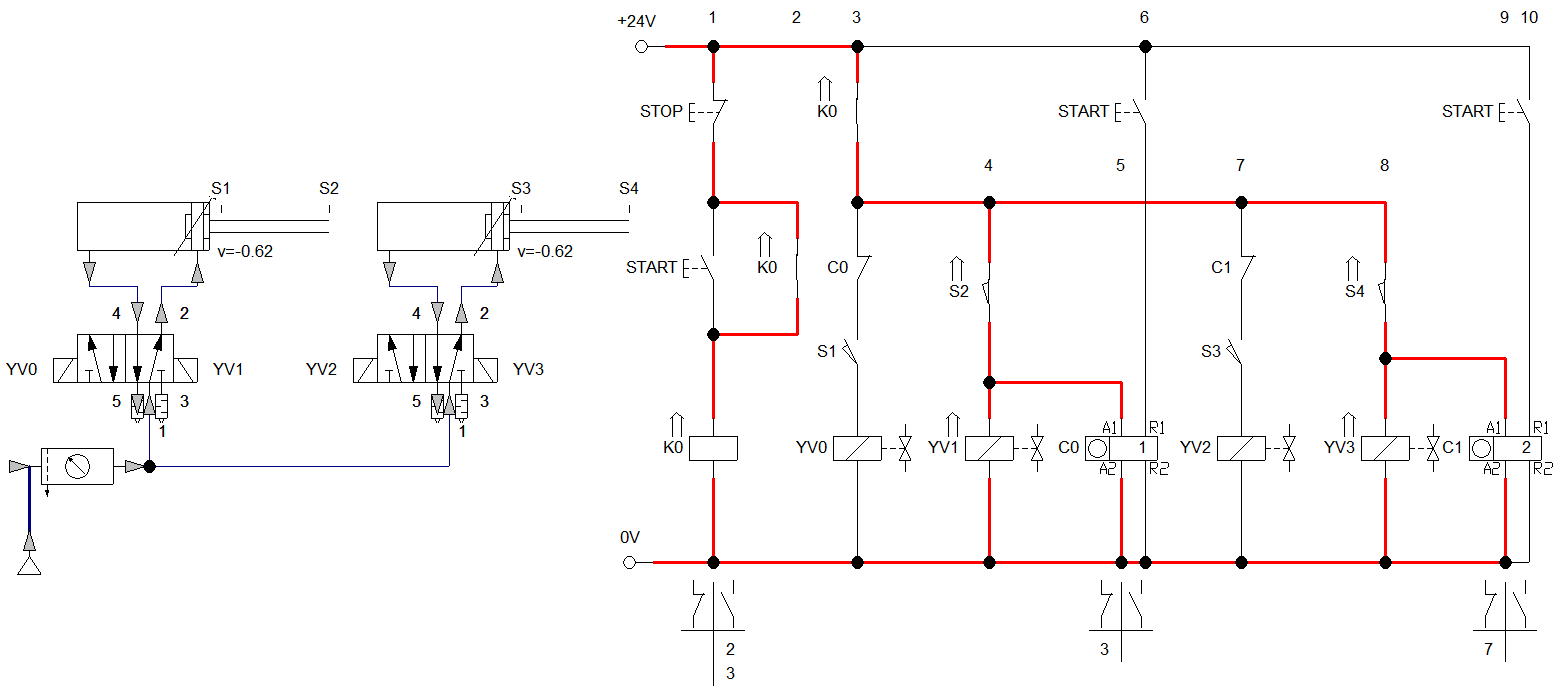 +24V 1 2 3 6 9 10
STOP K0 START START
4 5 7 8
S1 S2 S3 S4
v=-0.62 v=-0.62
START K0 C0 S2 C1 S4
4 2 4 2
S1 S3
YV0 YV1 YV2 YV3
5 3 5 3
1 1
A1 R1 A1 R1
K0 YV0 YV1 C0 1 YV2 YV3 C1 2
A2 R2 A2 R2
0V
2 3 7
3